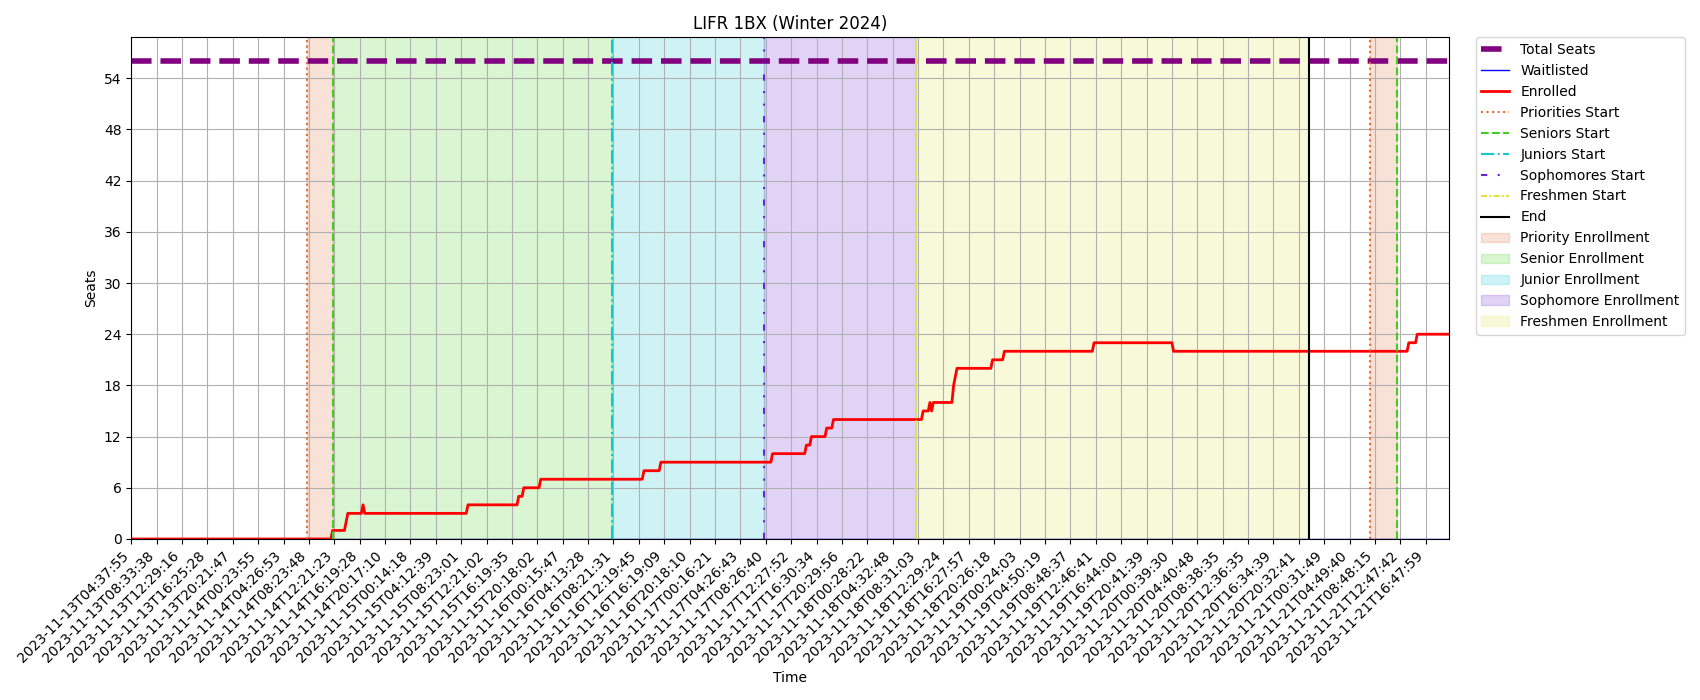 LIFR 1BX (Winter 2024)
Seats
54
48
42
36
30
24
18
12
6
0
2023-11-13T04:37:55
2023-11-13T08:33:38
2023-11-13T12:29:16
2023-11-13T16:25:28
2023-11-13T20:21:47
2023-11-14T00:23:55
2023-11-14T04:26:53
2023-11-14T08:23:48
2023-11-14T12:21:23
2023-11-14T16:19:28
2023-11-14T20:17:10
2023-11-15T00:14:18
2023-11-15T04:12:39
2023-11-15T08:23:01
2023-11-15T12:21:02
2023-11-15T16:19:35
2023-11-15T20:18:02
2023-11-16T00:15:47
2023-11-16T04:13:28
2023-11-16T08:21:31
2023-11-16T12:19:45
2023-11-16T16:19:09
2023-11-16T20:18:10
2023-11-17T00:16:21
2023-11-17T04:26:43
2023-11-17T08:26:40
2023-11-17T12:27:52
2023-11-17T16:30:34
2023-11-17T20:29:56
2023-11-18T00:28:22
2023-11-18T04:32:48
2023-11-18T08:31:03
2023-11-18T12:29:24
2023-11-18T16:27:57
2023-11-18T20:26:18
2023-11-19T00:24:03
2023-11-19T04:50:19
2023-11-19T08:48:37
2023-11-19T12:46:41
2023-11-19T16:44:00
2023-11-19T20:41:39
2023-11-20T00:39:30
2023-11-20T04:40:48
2023-11-20T08:38:35
2023-11-20T12:36:35
2023-11-20T16:34:39
2023-11-20T20:32:41
2023-11-21T00:31:49
2023-11-21T04:49:40
2023-11-21T08:48:15
2023-11-21T12:47:42
2023-11-21T16:47:59
Time
Total Seats
Waitlisted
Enrolled
Priorities Start
Seniors Start
Juniors Start
Sophomores Start
Freshmen Start
End
Priority Enrollment
Senior Enrollment
Junior Enrollment
Sophomore Enrollment
Freshmen Enrollment